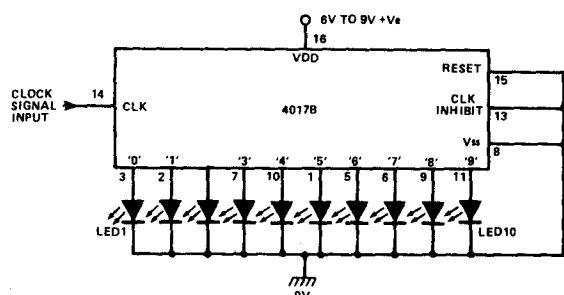 6V TO 9V +Ve
16
VDD
RESET
15
CLOCK
SIGNAL
INPUT
14
CLK
4017B
CLK
INHIBIT
13
Vss
8
'0' '1' '3' '4' '5' '6' '7' '8' '9'
3 2 7 10 1 5 6 9 11
LED1
LED10
0V